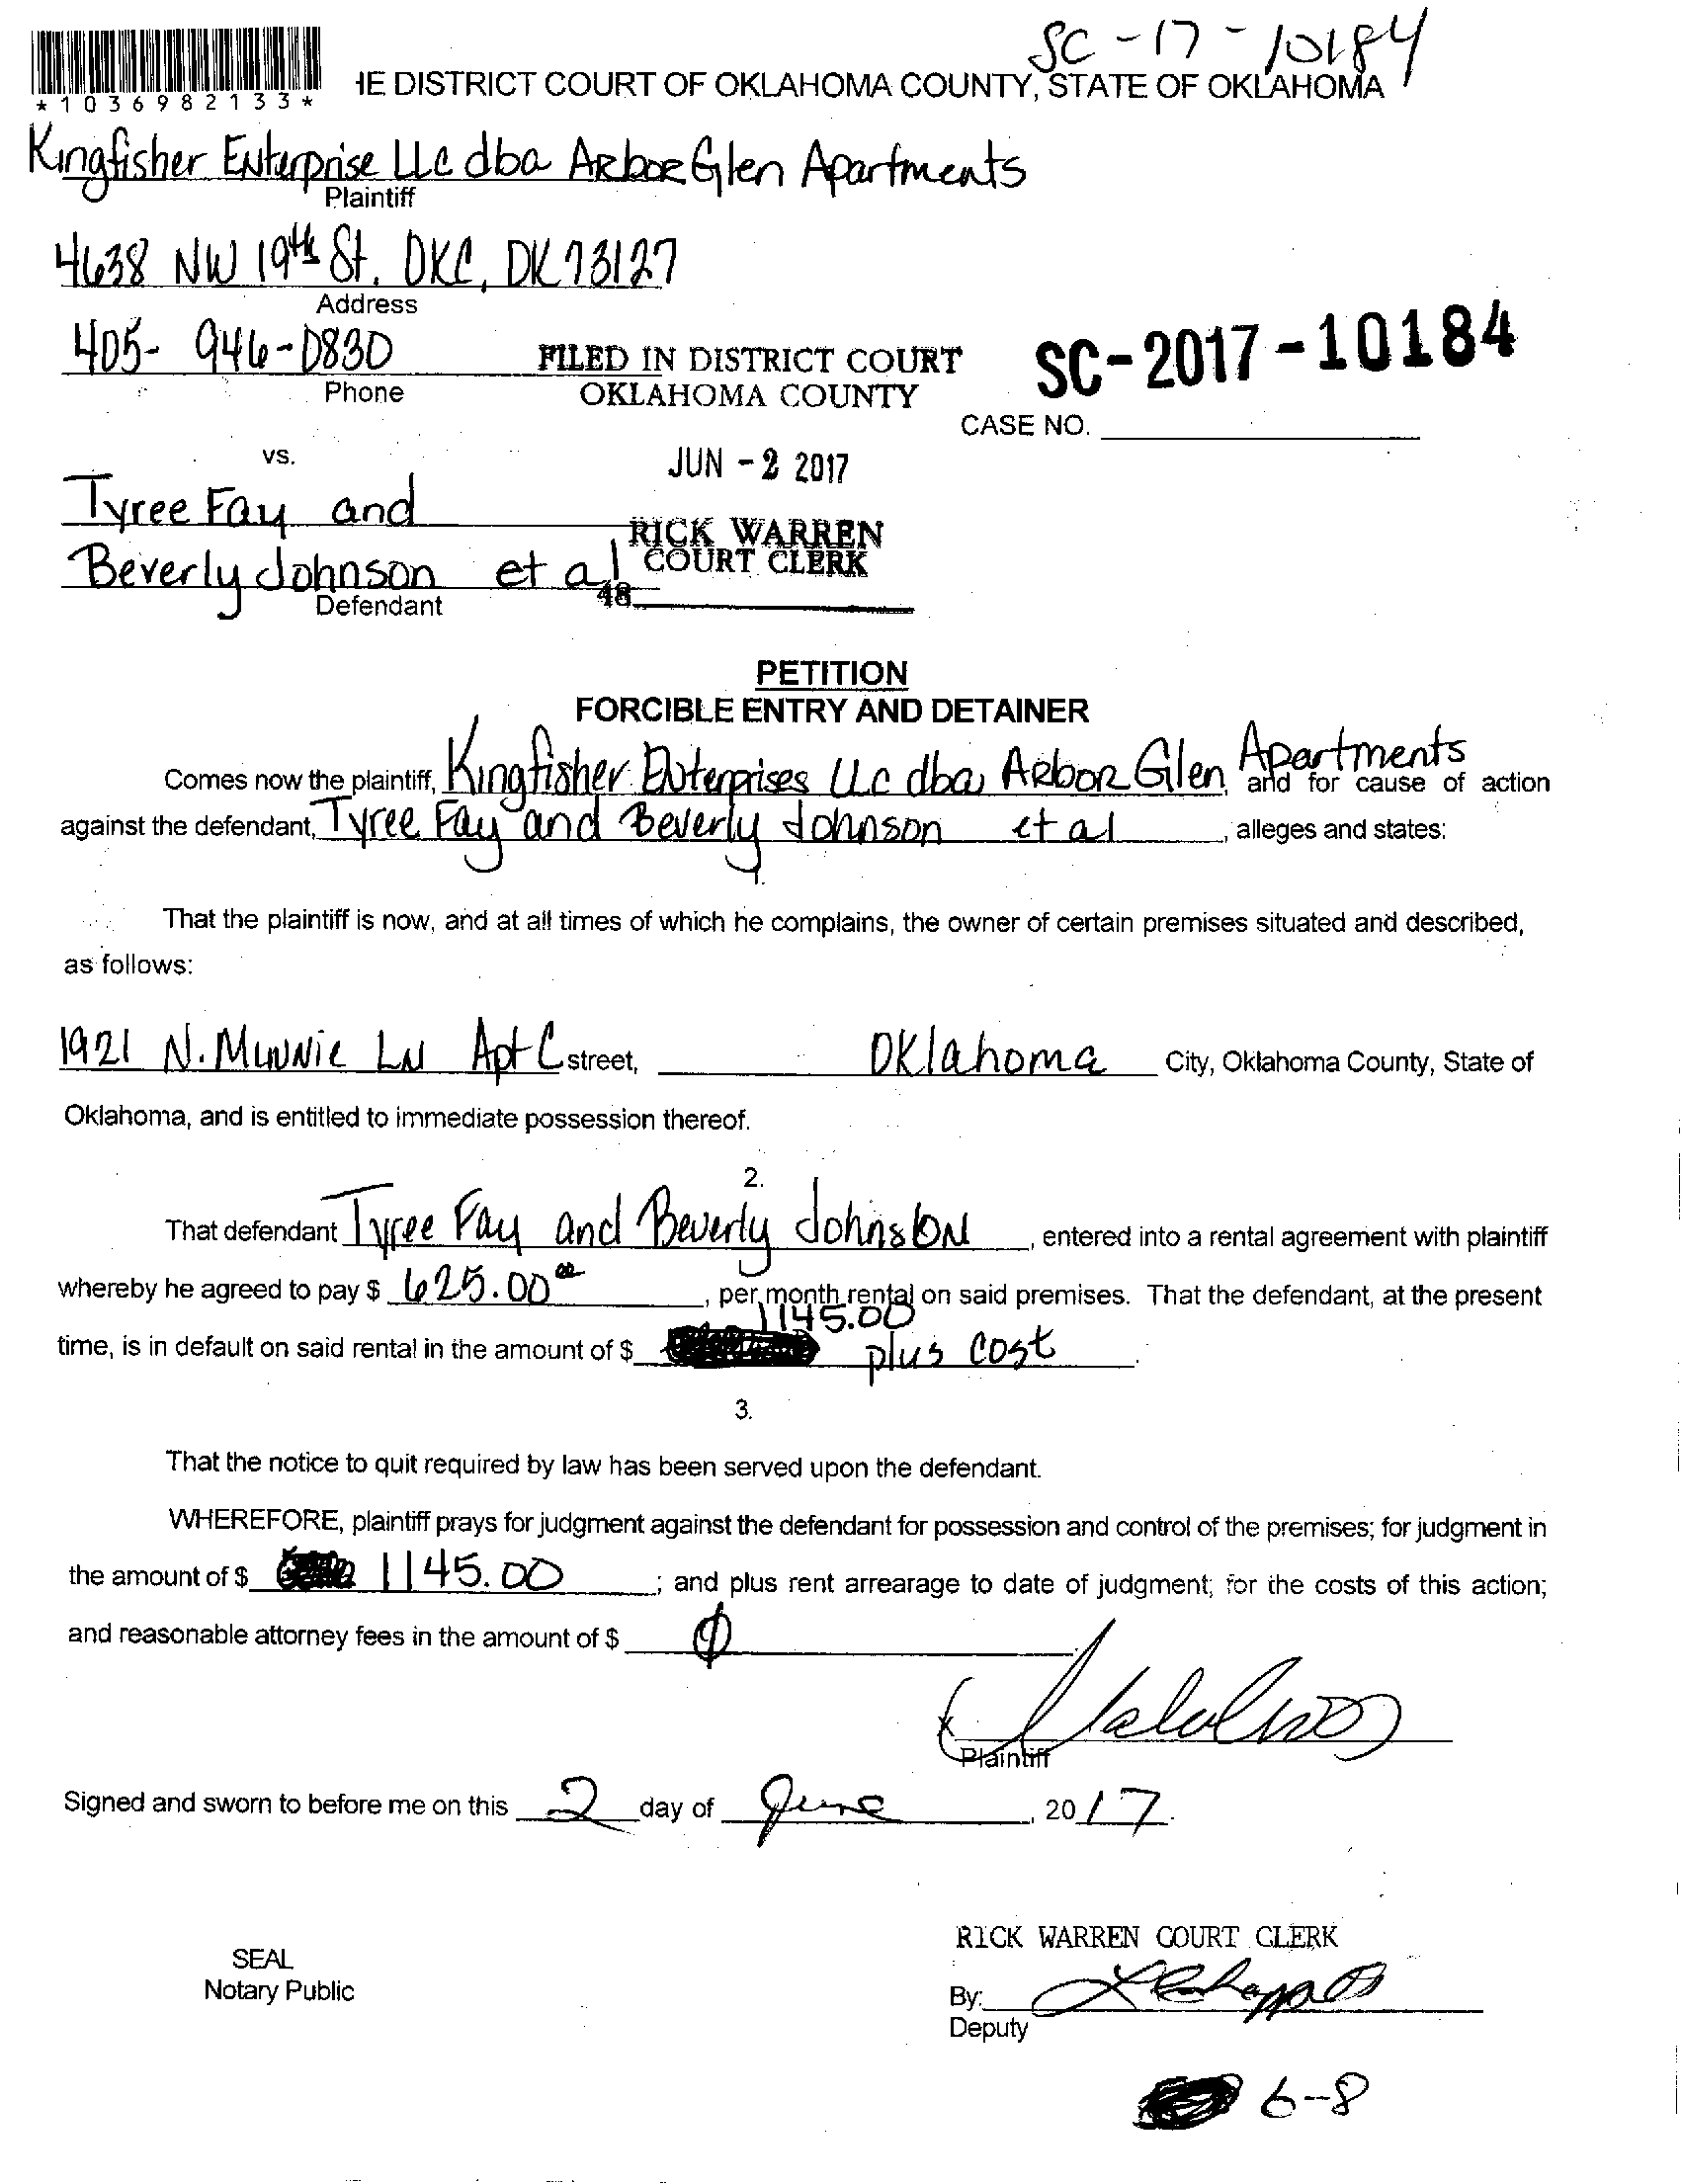 SC-17-10184
*1036982133*
HE DISTRICT COURT OF OKLAHOMA COUNTY, STATE OF OKLAHOMA
Kingfisher Enterprise LLC dba Arbor Glen Apartments
Plaintiff
4638 NW 19th St. OKC, OK 73127
Address
405-946-0830
Phone
FILED IN DISTRICT COURT
OKLAHOMA COUNTY
SC-2017-10184
CASE NO.
vs.
JUN -2 2017
Tyree Fay and
RICK WARREN
COURT CLERK
Beverly Johnson et al
48
Defendant
PETITION
FORCIBLE ENTRY AND DETAINER
Comes now the plaintiff, Kingfisher Enterprises LLC dba Arbor Glen Apartments, and for cause of action
against the defendant, Tyree Fay and Beverly Johnson et al, alleges and states:
1.
That the plaintiff is now, and at all times of which he complains, the owner of certain premises situated and described,
as follows:
1921 N. Minnie Ln Apt C street, Oklahoma City, Oklahoma County, State of
Oklahoma, and is entitled to immediate possession thereof.
2.
That defendant Tyree Fay and Beverly Johnson, entered into a rental agreement with plaintiff
whereby he agreed to pay $ 625.00 00, per month rental on said premises. That the defendant, at the present
time, is in default on said rental in the amount of $ 1145.00 plus cost.
3.
That the notice to quit required by law has been served upon the defendant.
WHEREFORE, plaintiff prays for judgment against the defendant for possession and control of the premises; for judgment in
the amount of $ 1145.00; and plus rent arrearage to date of judgment; for the costs of this action;
and reasonable attorney fees in the amount of $ 0.
x
Plaintiff
Signed and sworn to before me on this 2 day of June, 2017.
RICK WARREN COURT CLERK
SEAL
Notary Public
By:
Deputy
6-8